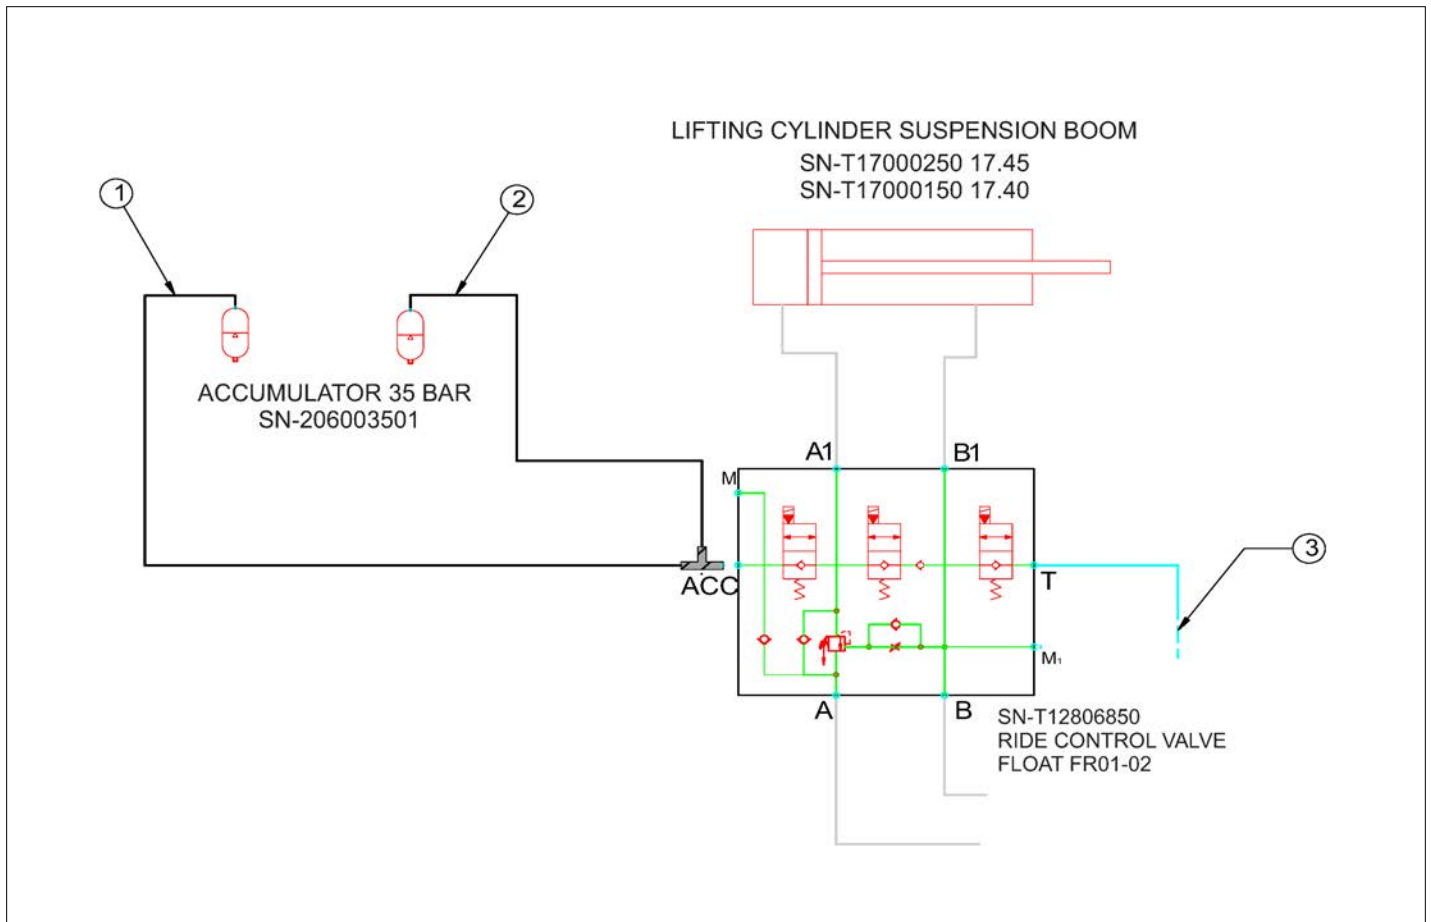 LIFTING CYLINDER SUSPENSION BOOM
SN-T17000250 17.45
SN-T17000150 17.40
1
2
ACCUMULATOR 35 BAR
SN-206003501
A1
B1
M
3
ACC
T
M1
A
B
SN-T12806850
RIDE CONTROL VALVE
FLOAT FR01-02